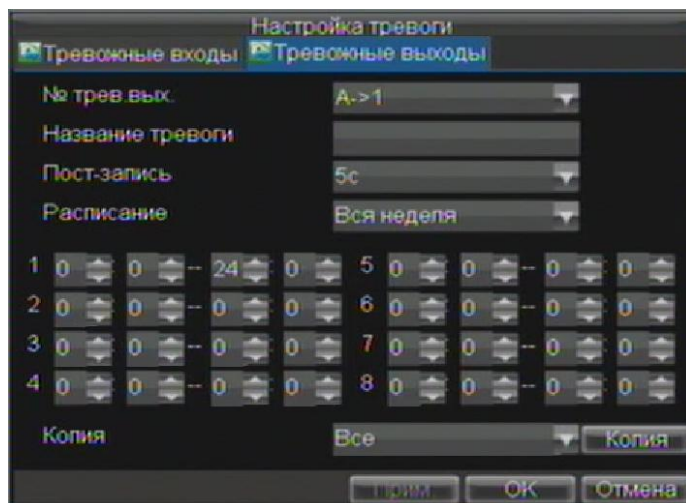 Настройка тревоги
Тревожные входы Тревожные выходы
№ трев.вых. A->1
Название тревоги
Пост-запись 5с
Расписание Вся неделя
1 0 : 0 -- 24 : 0 5 0 : 0 -- 0 : 0
2 0 : 0 -- 0 : 0 6 0 : 0 -- 0 : 0
3 0 : 0 -- 0 : 0 7 0 : 0 -- 0 : 0
4 0 : 0 -- 0 : 0 8 0 : 0 -- 0 : 0
Копия Все Копия
Прим OK Отмена